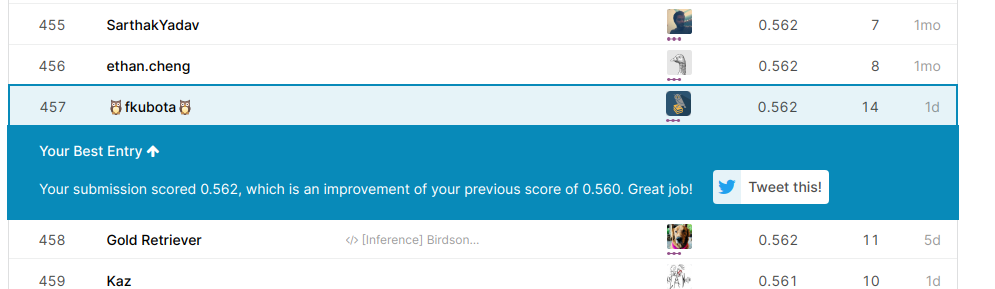 455 SarthakYadav 0.562 7 1mo
456 ethan.cheng 0.562 8 1mo
457 🦉fkubota🦉 0.562 14 1d
Your Best Entry ↑
Your submission scored 0.562, which is an improvement of your previous score of 0.560. Great job! Tweet this!
458 Gold Retriever </> [Inference] Birdson... 0.562 11 5d
459 Kaz 0.561 10 1d